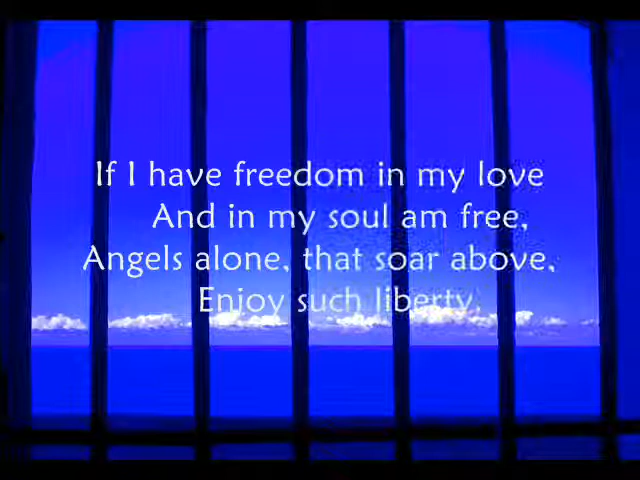 If I have freedom in my love
And in my soul am free,
Angels alone, that soar above,
Enjoy such liberty.